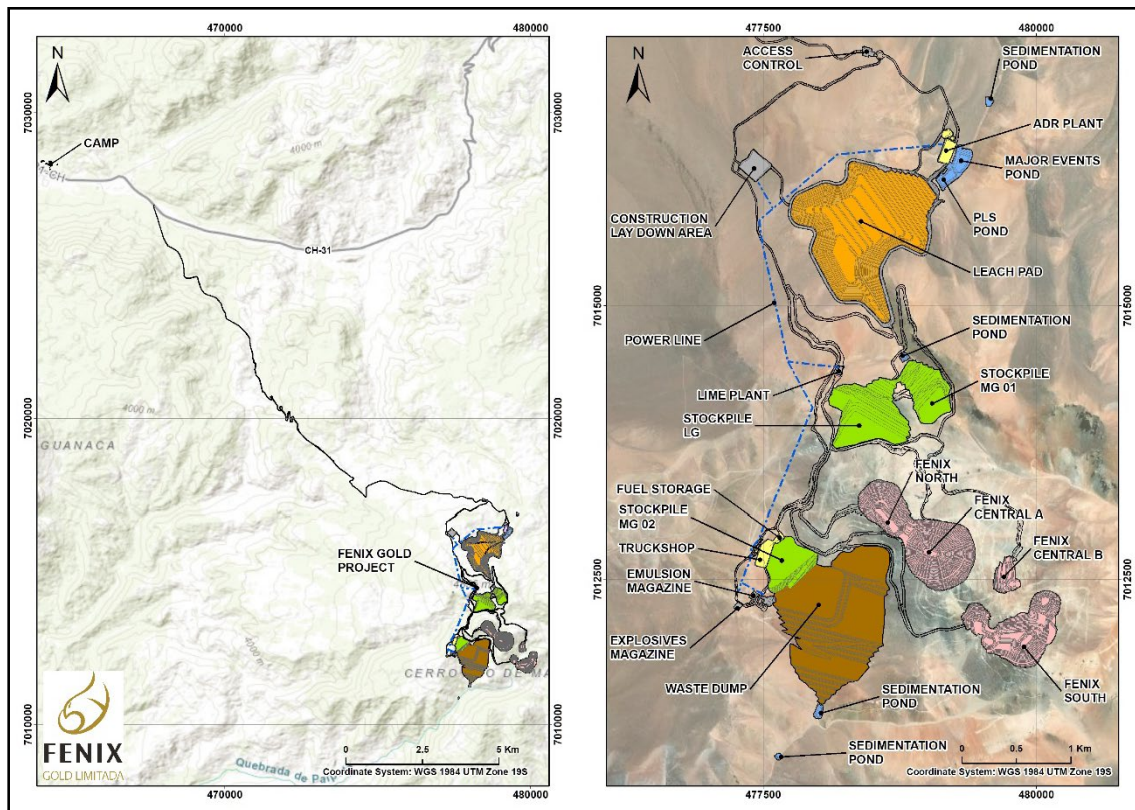 470000
480000
N
7030000
7030000
CAMP
4000 m
CH-31
4000 m
4000 m
7020000
7020000
GUANACA
FENIX GOLD
PROJECT
7010000
7010000
FENIX
GOLD LIMITADA
0
2.5
5 Km
Coordinate System: WGS 1984 UTM Zone 19S
470000
480000
477500
480000
N
ACCESS
CONTROL
SEDIMENTATION
POND
ADR PLANT
MAJOR EVENTS
POND
CONSTRUCTION
LAY DOWN AREA
PLS
POND
LEACH PAD
7015000
7015000
POWER LINE
SEDIMENTATION
POND
LIME PLANT
STOCKPILE
MG 01
STOCKPILE
LG
FENIX
NORTH
FUEL STORAGE
STOCKPILE
MG 02
FENIX
CENTRAL A
TRUCKSHOP
FENIX
CENTRAL B
EMULSION
MAGAZINE
7012500
7012500
EXPLOSIVES
MAGAZINE
WASTE DUMP
SEDIMENTATION
POND
FENIX
SOUTH
SEDIMENTATION
POND
0
0.5
1 Km
Coordinate System: WGS 1984 UTM Zone 19S
477500
480000